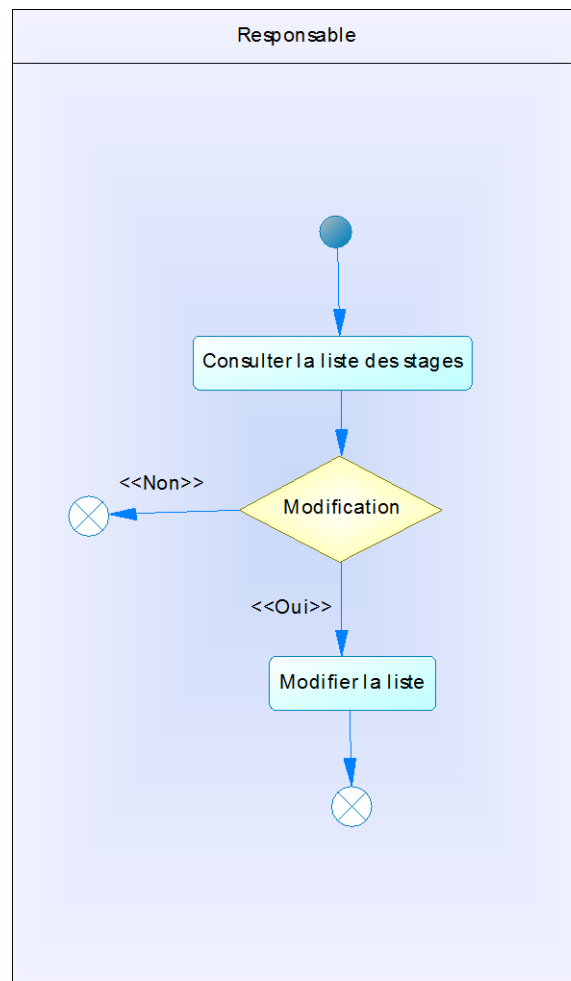 Responsable
Consulter la liste des stages
<<Non>>
Modification
<<Oui>>
Modifier la liste